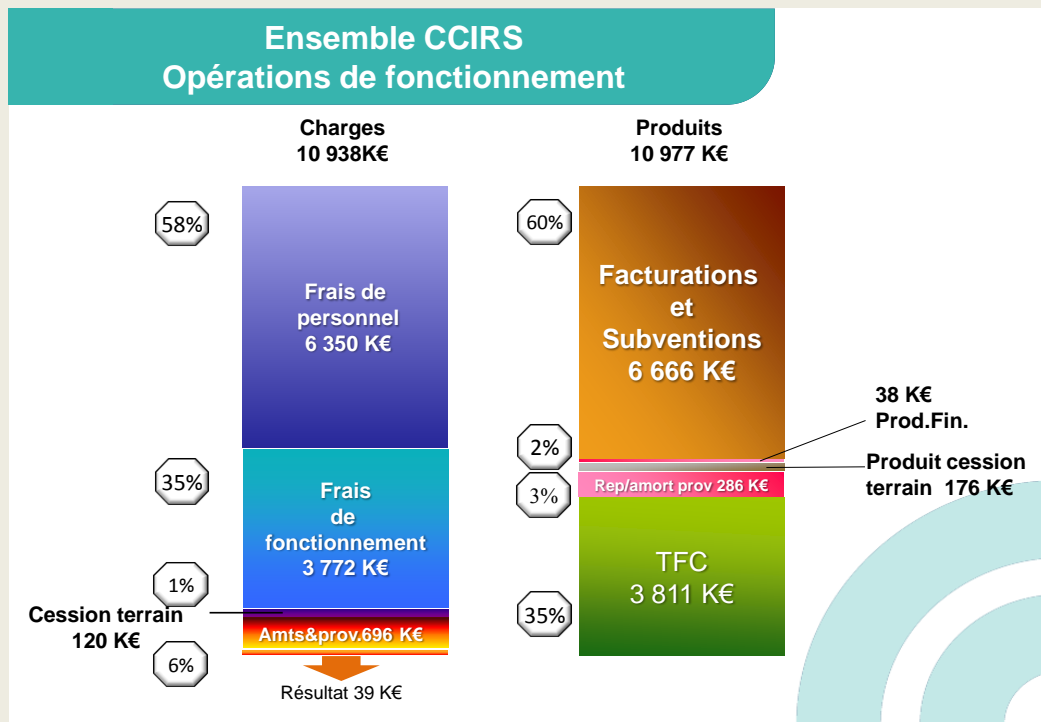 Ensemble CCIRS
Opérations de fonctionnement
Charges
10 938K€
58%
Frais de
personnel
6 350 K€
35%
Frais
de
fonctionnement
3 772 K€
1%
Cession terrain
120 K€
Amts&prov.696 K€
6%
Résultat 39 K€
Produits
10 977 K€
60%
Facturations
et
Subventions
6 666 K€
38 K€
Prod.Fin.
2%
Produit cession
terrain 176 K€
3%
Rep/amort prov 286 K€
TFC
3 811 K€
35%